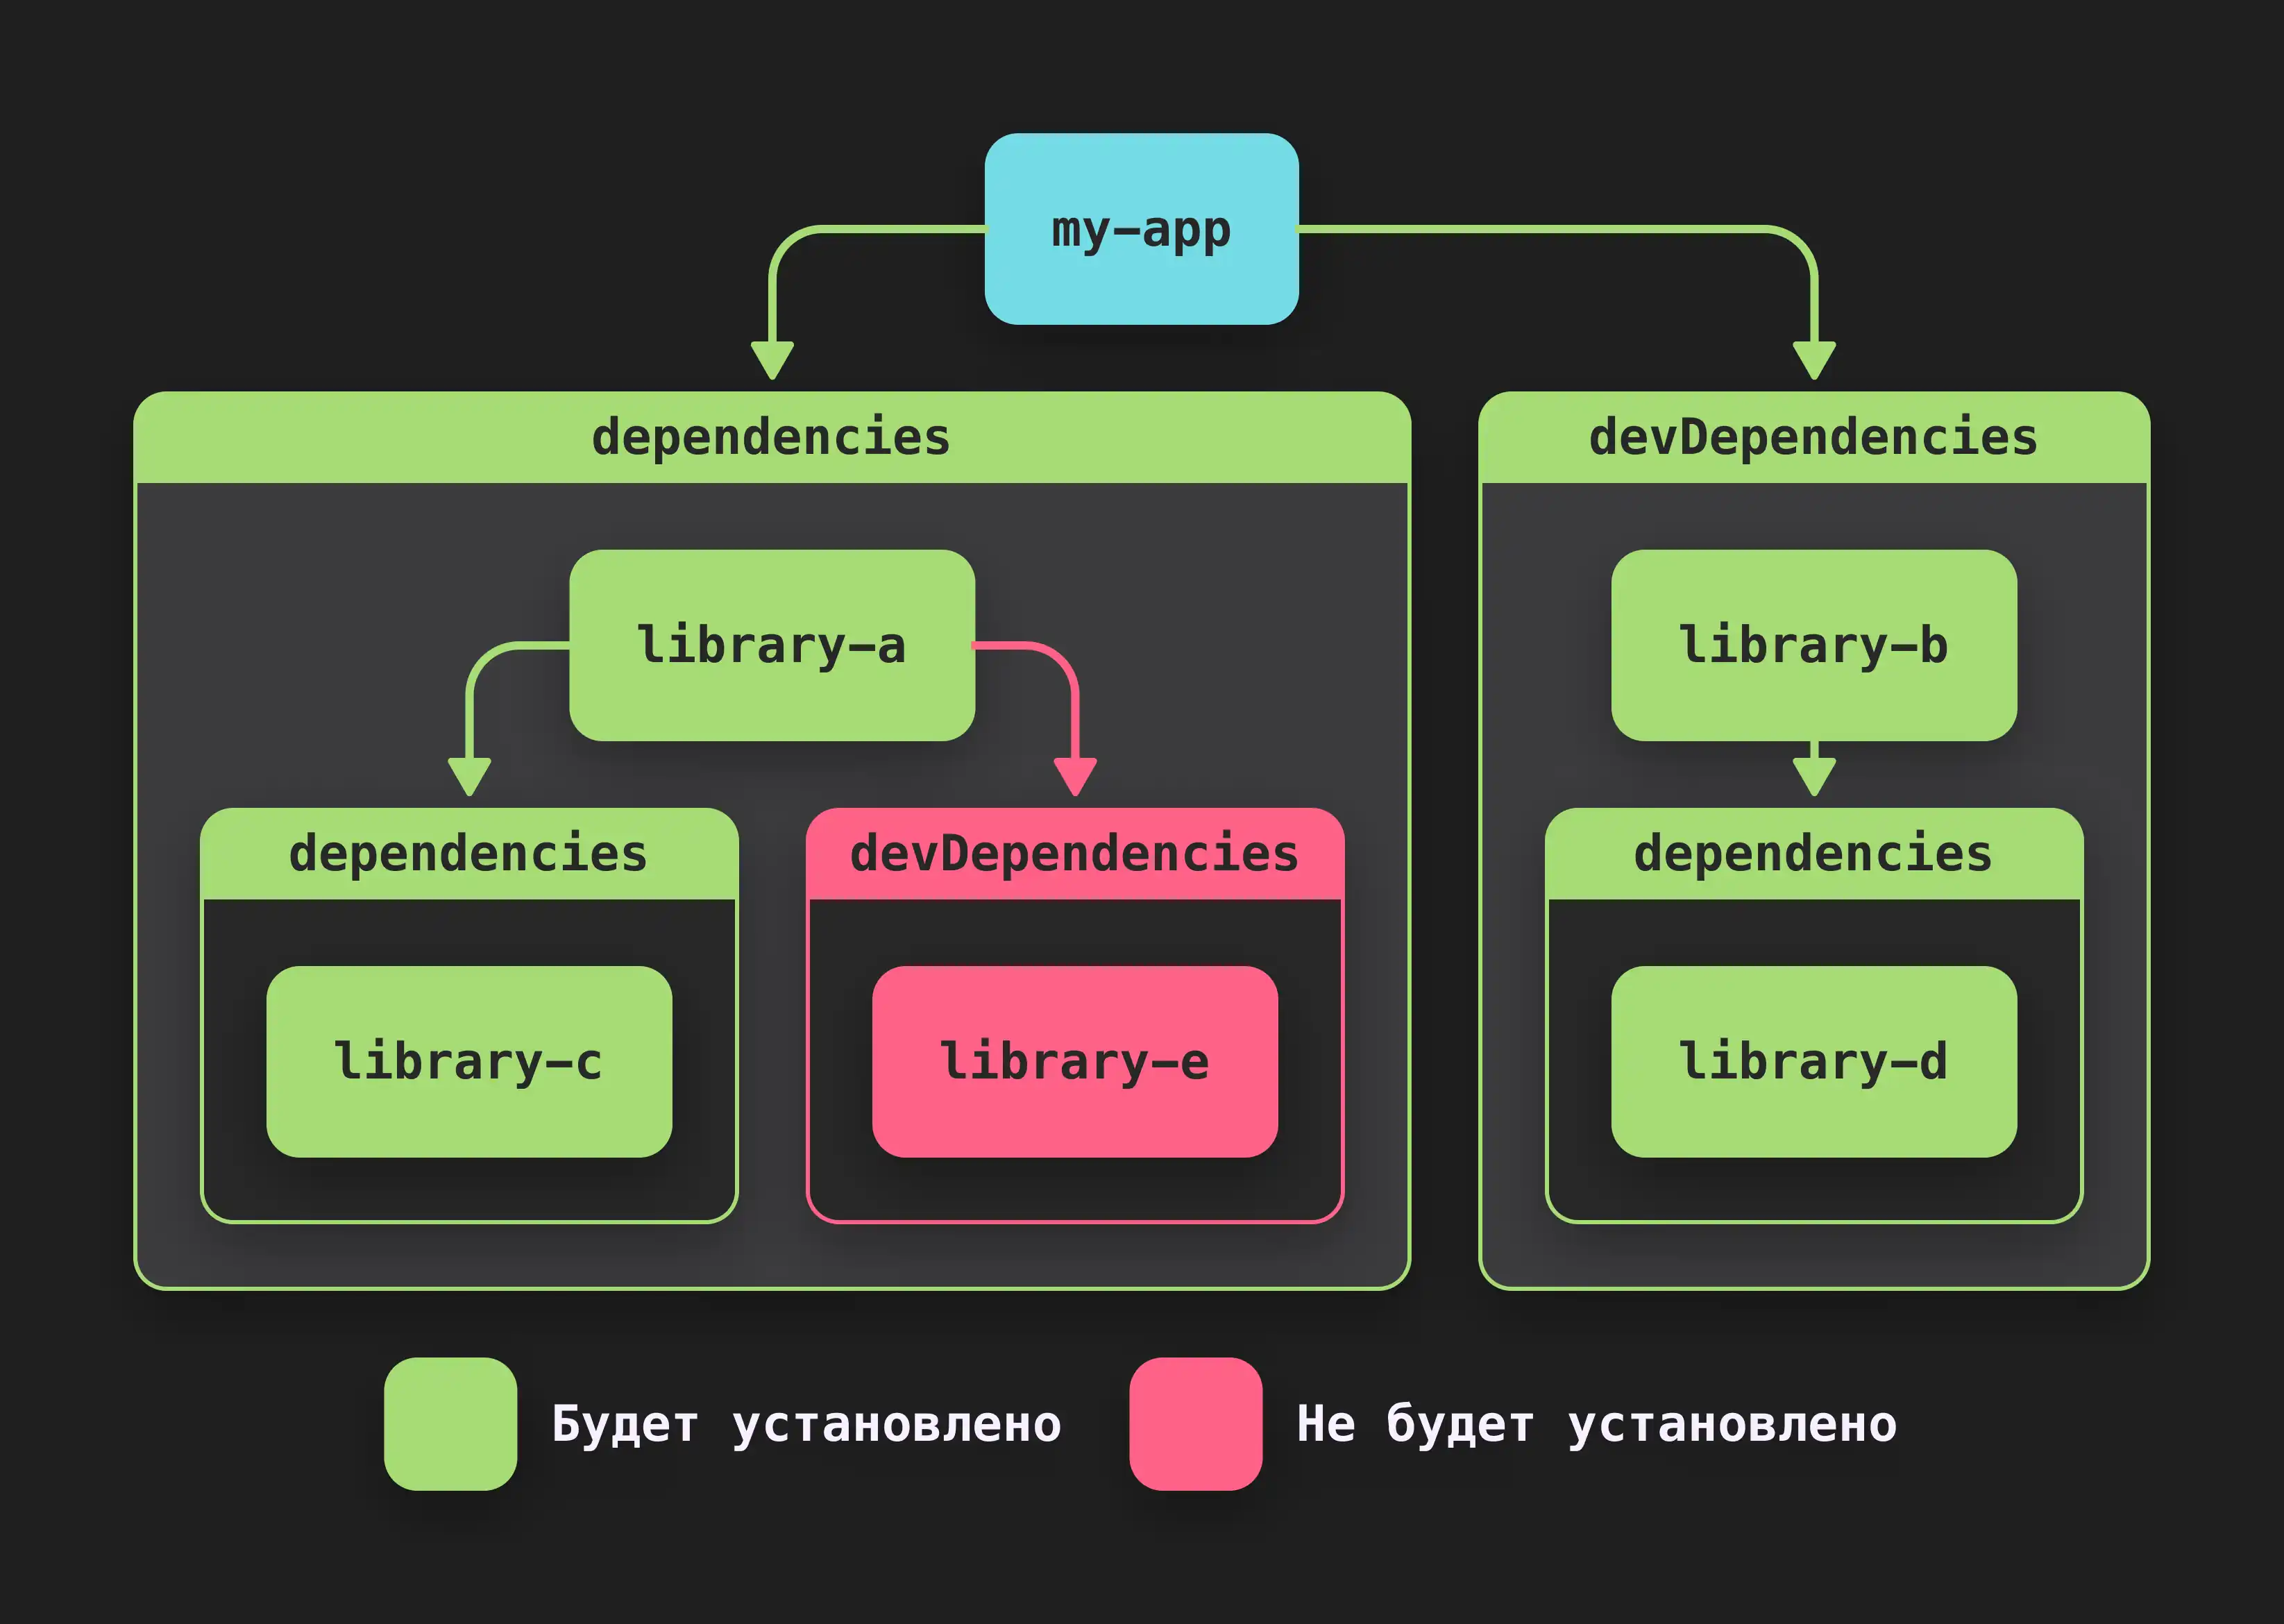 my-app
dependencies
devDependencies
library-a
library-b
dependencies
devDependencies
dependencies
library-c
library-e
library-d
Будет установлено
Не будет установлено